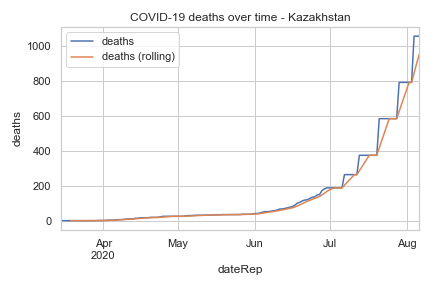 COVID-19 deaths over time - Kazakhstan
deaths
deaths (rolling)
1000
800
600
400
200
0
deaths
Apr
2020
May
Jun
Jul
Aug
dateRep